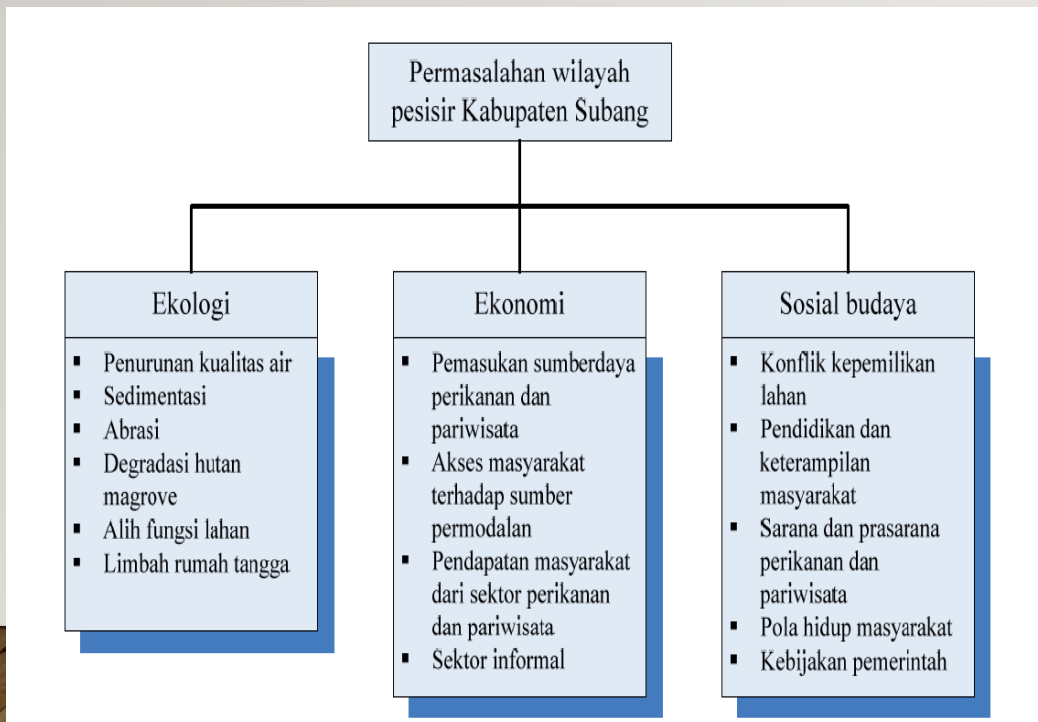 Permasalahan wilayah
pesisir Kabupaten Subang
Ekologi
▪ Penurunan kualitas air
▪ Sedimentasi
▪ Abrasi
▪ Degradasi hutan
magrove
▪ Alih fungsi lahan
▪ Limbah rumah tangga
Ekonomi
▪ Pemasukan sumberdaya
perikanan dan
pariwisata
▪ Akses masyarakat
terhadap sumber
permodalan
▪ Pendapatan masyarakat
dari sektor perikanan
dan pariwisata
▪ Sektor informal
Sosial budaya
▪ Konflik kepemilikan
lahan
▪ Pendidikan dan
keterampilan
masyarakat
▪ Sarana dan prasarana
perikanan dan
pariwisata
▪ Pola hidup masyarakat
▪ Kebijakan pemerintah